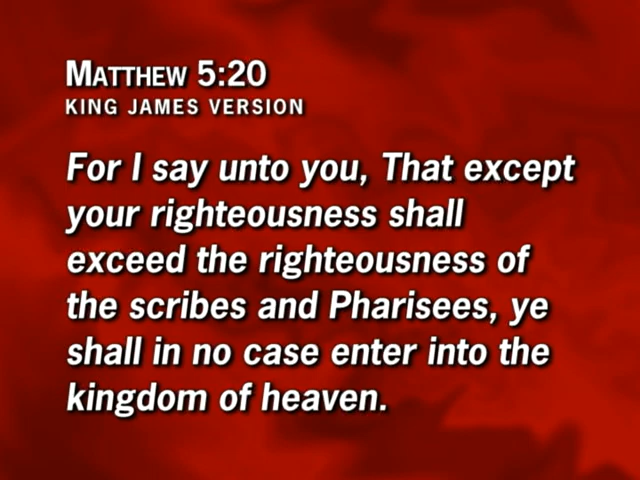 MATTHEW 5:20
KING JAMES VERSION
For I say unto you, That except
your righteousness shall
exceed the righteousness of
the scribes and Pharisees, ye
shall in no case enter into the
kingdom of heaven.